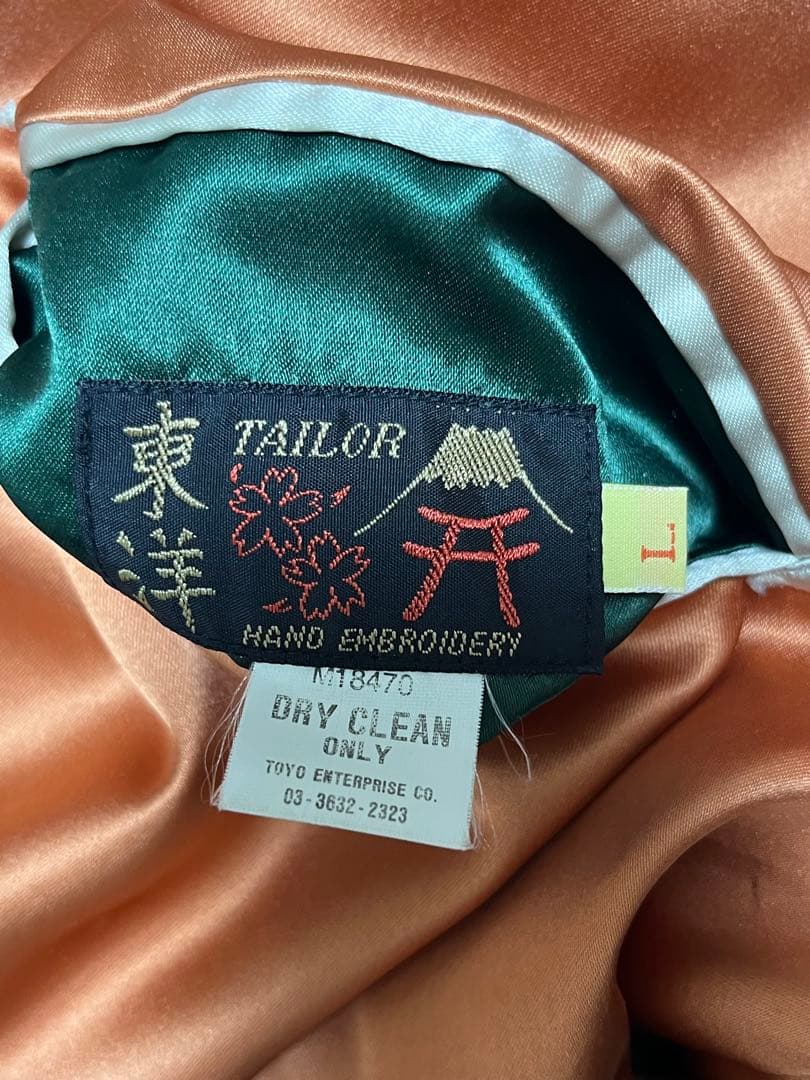 東洋
TAILOR
HAND EMBROIDERY
L
M18470
DRY CLEAN
ONLY
TOYO ENTERPRISE CO.
03-3632-2323